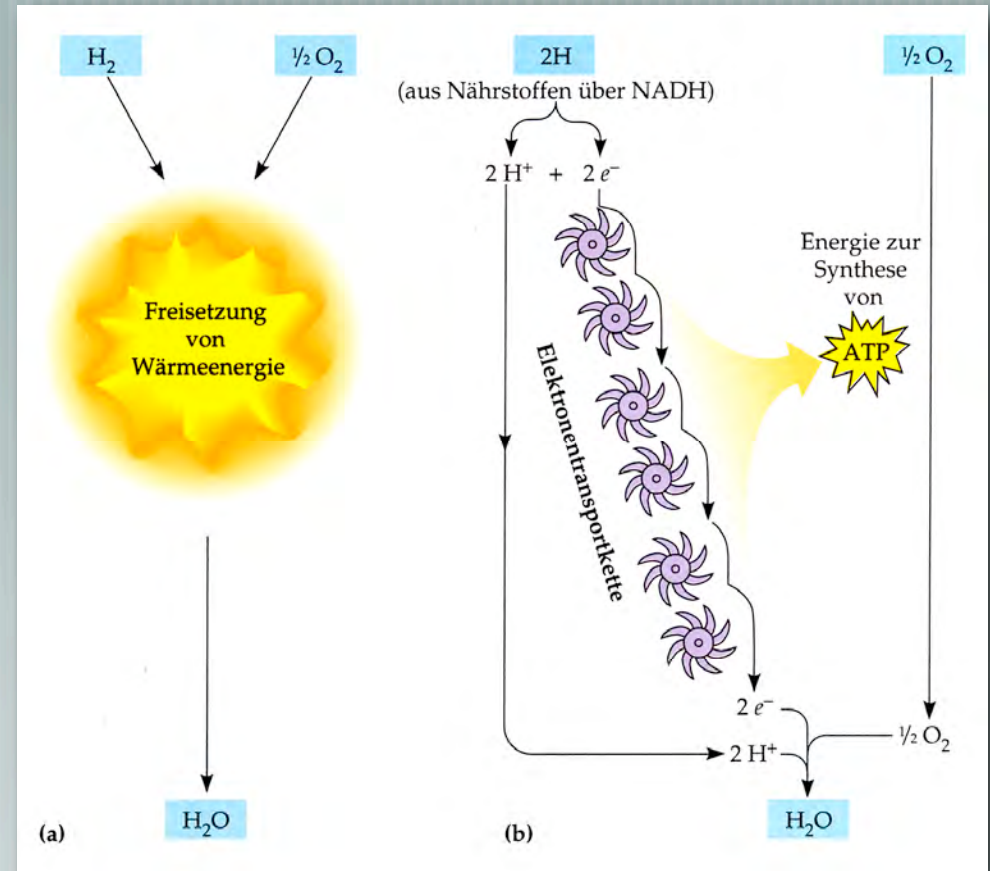 H₂
½ O₂
Freisetzung
von
Wärmeenergie
H₂O
(a)
2H
(aus Nährstoffen über NADH)
2 H⁺ + 2 e⁻
Elektronentransportkette
½ O₂
Energie zur
Synthese
von
ATP
2 e⁻
2 H⁺
½ O₂
H₂O
(b)